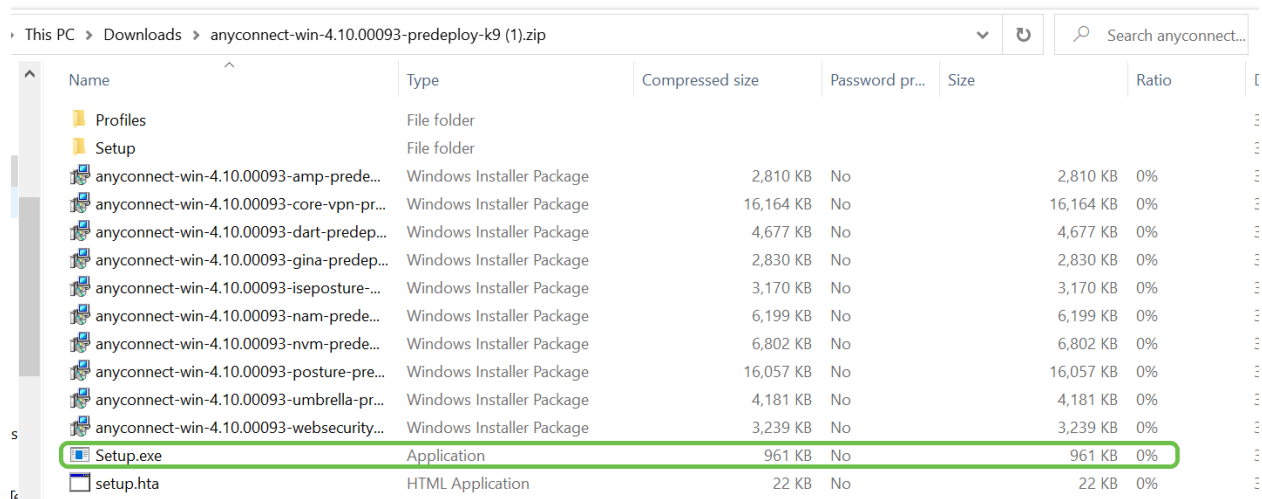 This PC > Downloads > anyconnect-win-4.10.00093-predeploy-k9 (1).zip Search anyconnect...
Name Type Compressed size Password pr... Size Ratio
Profiles File folder
Setup File folder
anyconnect-win-4.10.00093-amp-prede... Windows Installer Package 2,810 KB No 2,810 KB 0%
anyconnect-win-4.10.00093-core-vpn-pr... Windows Installer Package 16,164 KB No 16,164 KB 0%
anyconnect-win-4.10.00093-dart-predep... Windows Installer Package 4,677 KB No 4,677 KB 0%
anyconnect-win-4.10.00093-gina-predep... Windows Installer Package 2,830 KB No 2,830 KB 0%
anyconnect-win-4.10.00093-iseposture-... Windows Installer Package 3,170 KB No 3,170 KB 0%
anyconnect-win-4.10.00093-nam-prede... Windows Installer Package 6,199 KB No 6,199 KB 0%
anyconnect-win-4.10.00093-nvm-prede... Windows Installer Package 6,802 KB No 6,802 KB 0%
anyconnect-win-4.10.00093-posture-pre... Windows Installer Package 16,057 KB No 16,057 KB 0%
anyconnect-win-4.10.00093-umbrella-pr... Windows Installer Package 4,181 KB No 4,181 KB 0%
anyconnect-win-4.10.00093-websecurity... Windows Installer Package 3,239 KB No 3,239 KB 0%
Setup.exe Application 961 KB No 961 KB 0%
setup.hta HTML Application 22 KB No 22 KB 0%